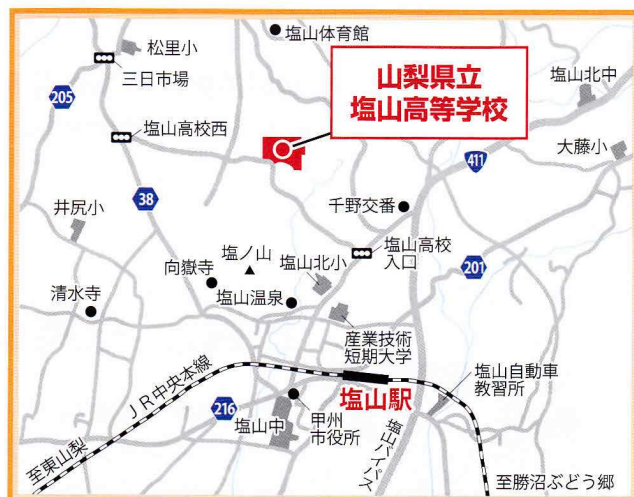 塩山体育館
松里小
三日市場
205
塩山高校西
山梨県立
塩山高等学校
塩山北中
大藤小
411
38
井尻小
千野交番
塩山高校
入口
201
塩ノ山
向嶽寺
塩山北小
清水寺
塩山温泉
産業技術
短期大学
JR中央本線
塩山駅
塩山自動車
教習所
216
塩山中
甲州
市役所
塩山バイパス
至東山梨
至勝沼ぶどう郷